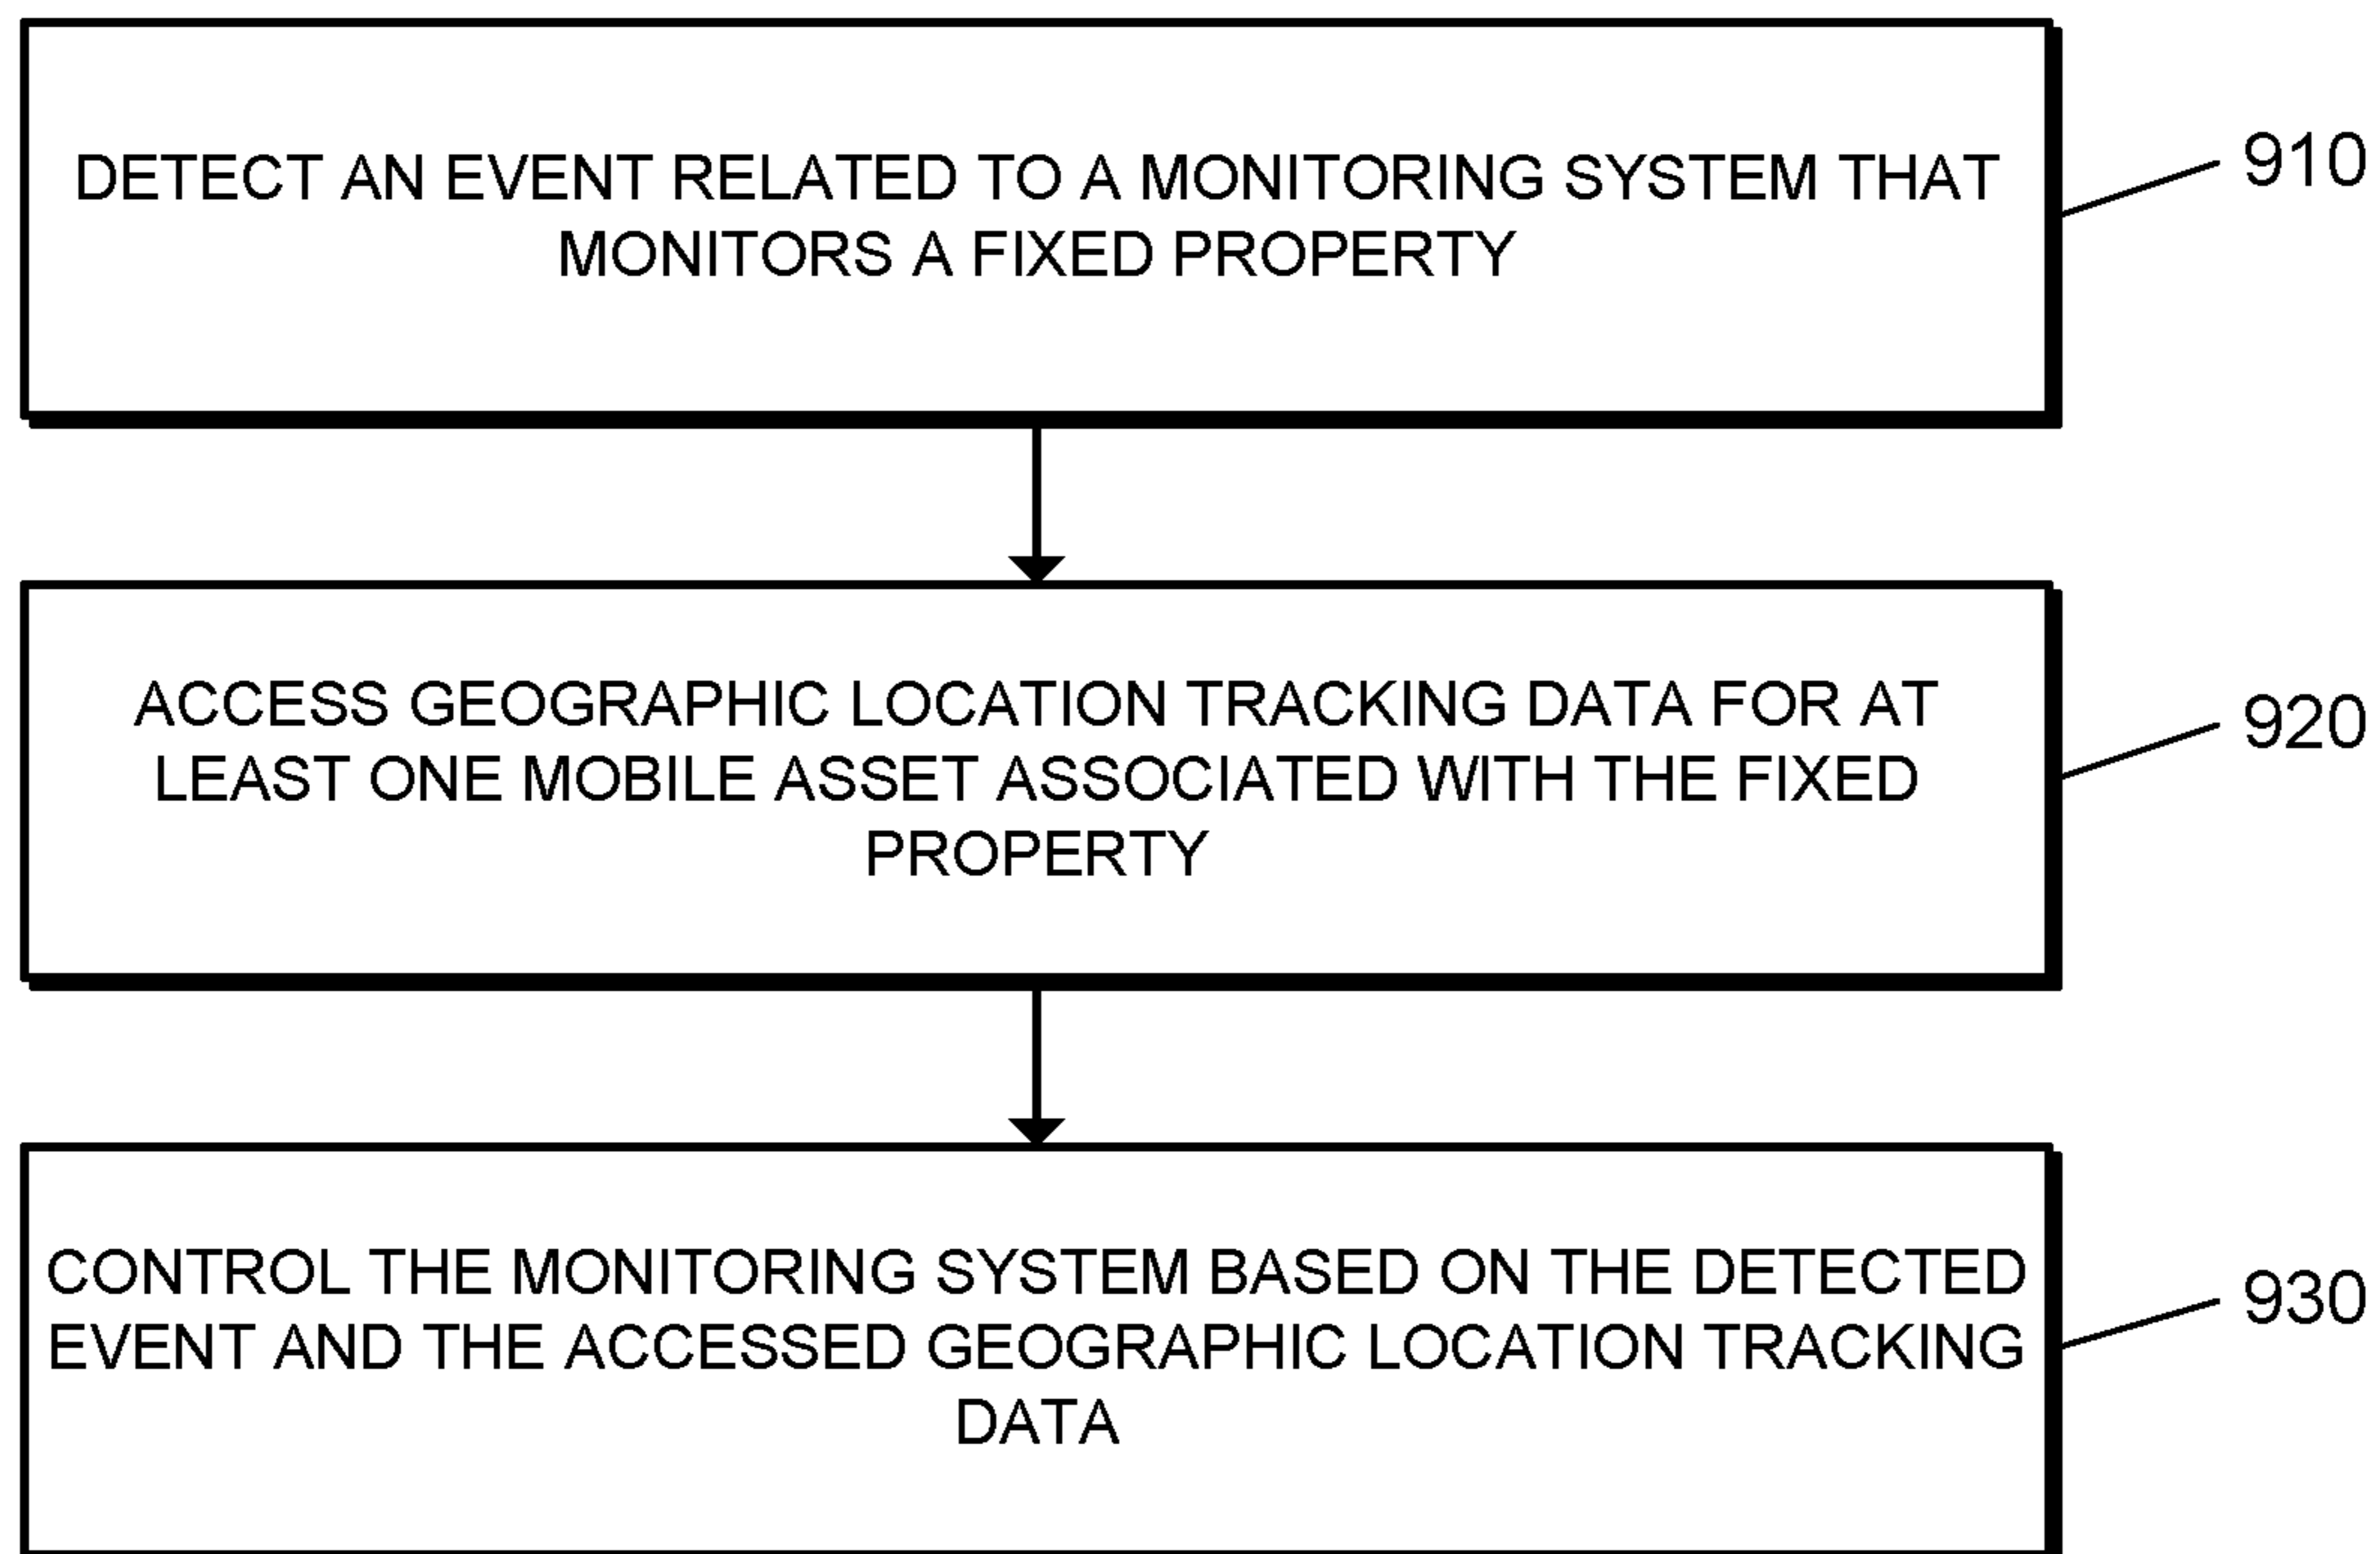 DETECT AN EVENT RELATED TO A MONITORING SYSTEM THAT
MONITORS A FIXED PROPERTY
910
ACCESS GEOGRAPHIC LOCATION TRACKING DATA FOR AT
LEAST ONE MOBILE ASSET ASSOCIATED WITH THE FIXED
PROPERTY
920
CONTROL THE MONITORING SYSTEM BASED ON THE DETECTED
EVENT AND THE ACCESSED GEOGRAPHIC LOCATION TRACKING
DATA
930